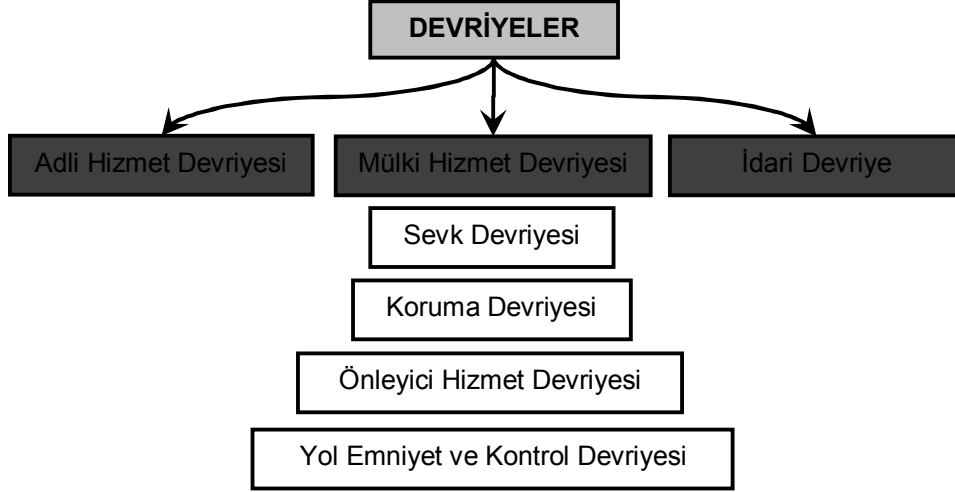 DEVRİYELER
Adli Hizmet Devriyesi
Mülki Hizmet Devriyesi
İdari Devriye
Sevk Devriyesi
Koruma Devriyesi
Önleyici Hizmet Devriyesi
Yol Emniyet ve Kontrol Devriyesi